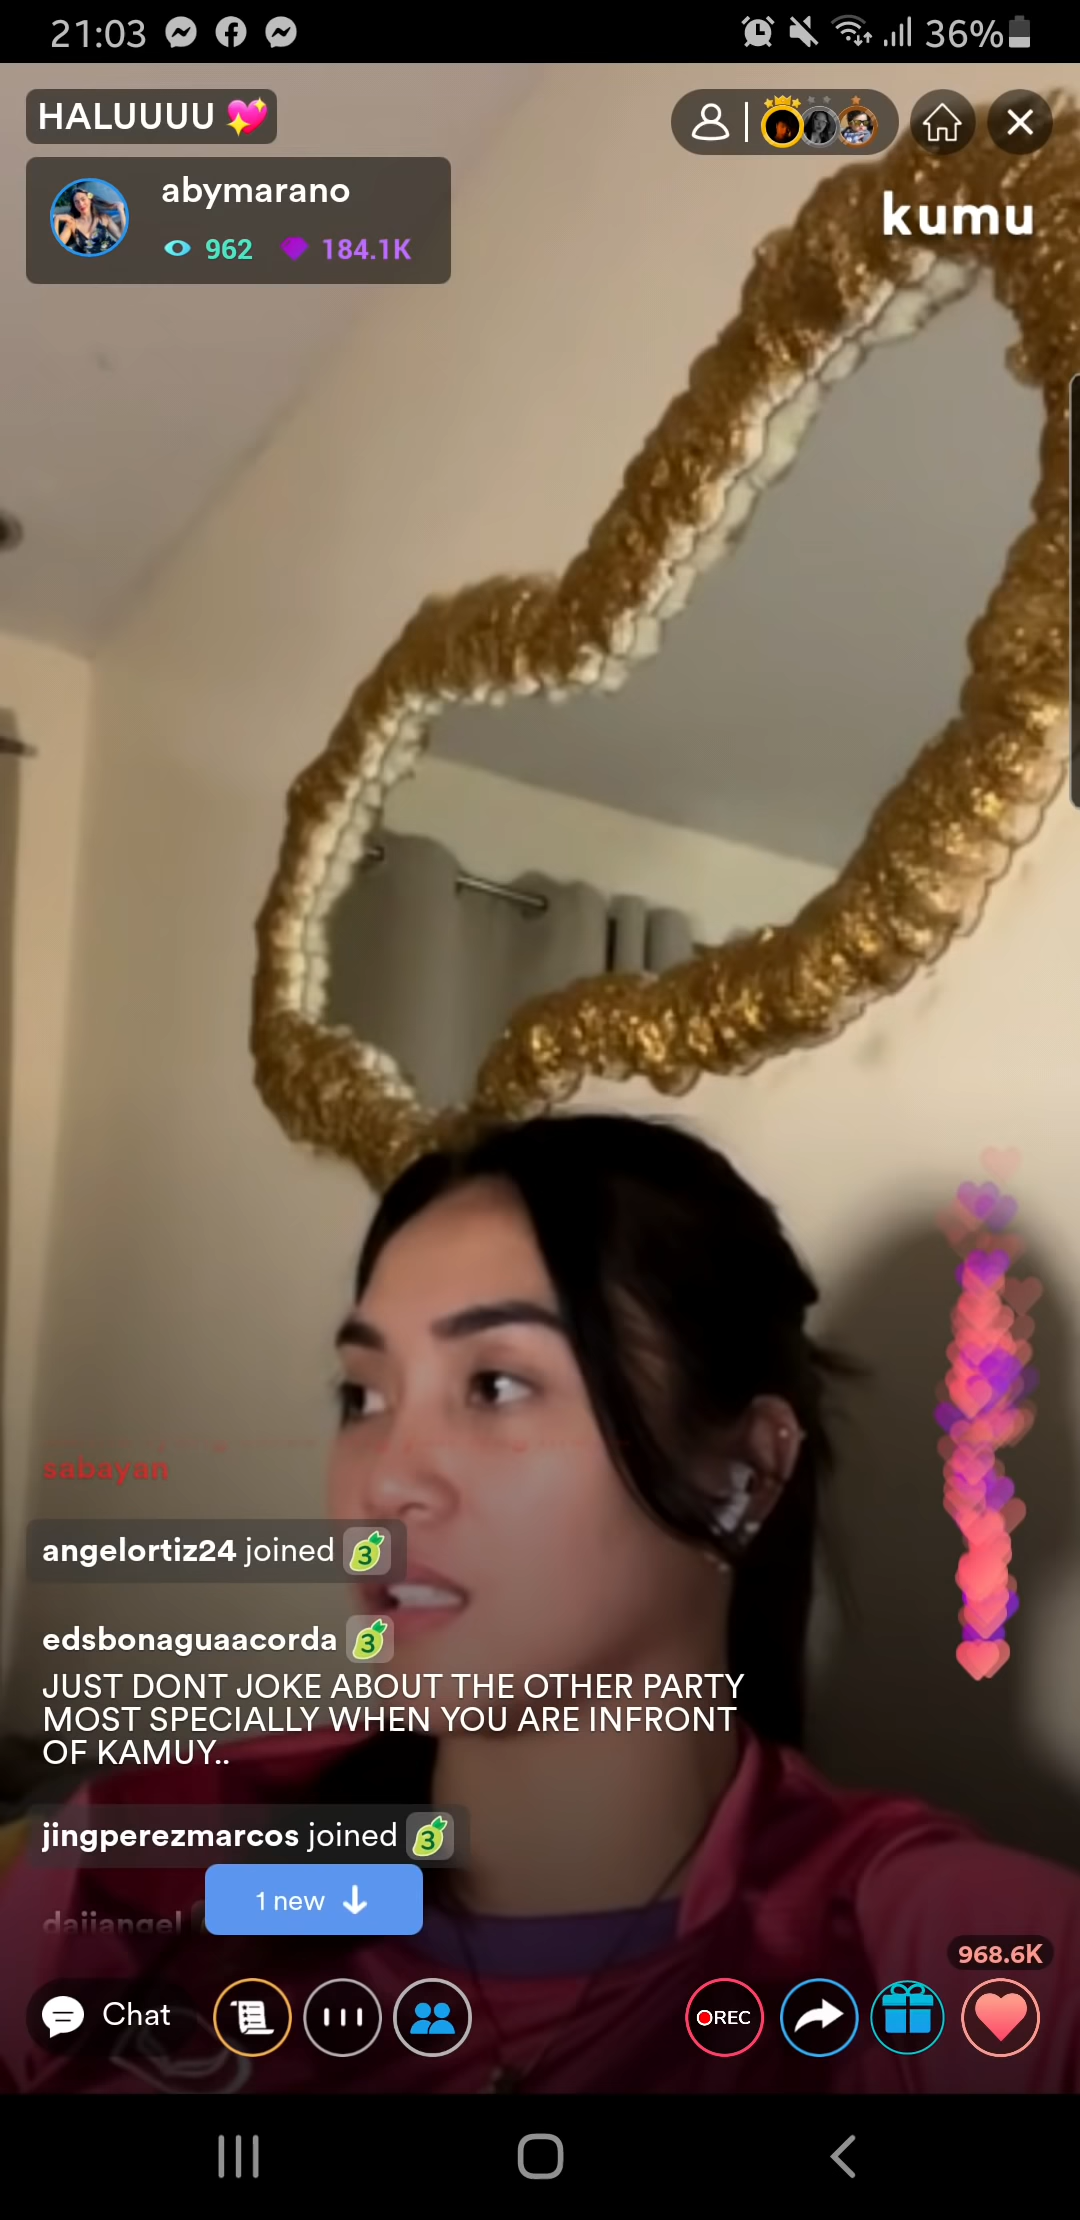 21:03 36%
HALUUUU 💖
abymarano
962 184.1K
kumu
sabayan
angelortiz24 joined 3
edsbonaguaacorda 3
JUST DONT JOKE ABOUT THE OTHER PARTY
MOST SPECIALLY WHEN YOU ARE INFRONT
OF KAMUY..
jingperezmarcos joined 3
1 new
daiiangel
968.6K
Chat
REC